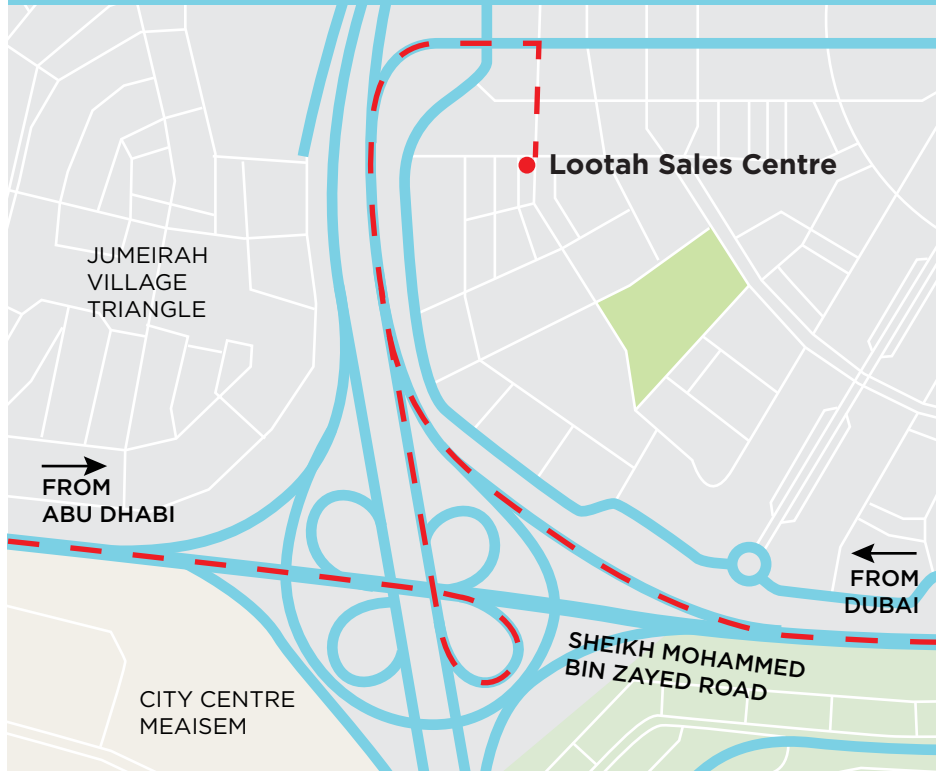 Lootah Sales Centre
JUMEIRAH
VILLAGE
TRIANGLE
FROM
ABU DHABI
FROM
DUBAI
SHEIKH MOHAMMED
BIN ZAYED ROAD
CITY CENTRE
MEAISEM